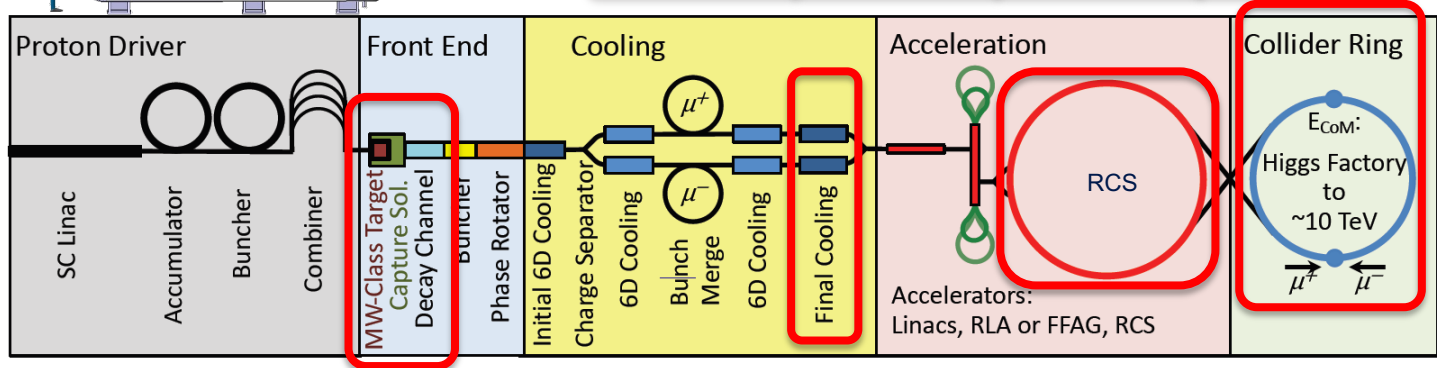 Proton Driver
Front End
Cooling
Acceleration
Collider Ring
SC Linac
Accumulator
Buncher
Combiner
MW-Class Target
Capture Sol.
Decay Channel
Buncher
Phase Rotator
Initial 6D Cooling
Charge Separator
6D Cooling
μ+
μ−
Bunch
Merge
6D Cooling
Final Cooling
RCS
Accelerators:
Linacs, RLA or FFAG, RCS
ECoM:
Higgs Factory
to
~10 TeV
μ+ μ−